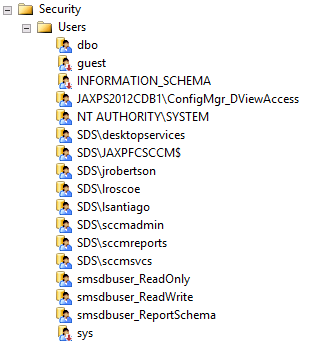 Security
Users
dbo
guest
INFORMATION_SCHEMA
JAXPS2012CDB1\ConfigMgr_DViewAccess
NT AUTHORITY\SYSTEM
SDS\desktopservices
SDS\JAXPFCSCCM$
SDS\jrobertson
SDS\lroscoe
SDS\lsantiago
SDS\sccmadmin
SDS\sccmreports
SDS\sccmsvcs
smsdbuser_ReadOnly
smsdbuser_ReadWrite
smsdbuser_ReportSchema
sys